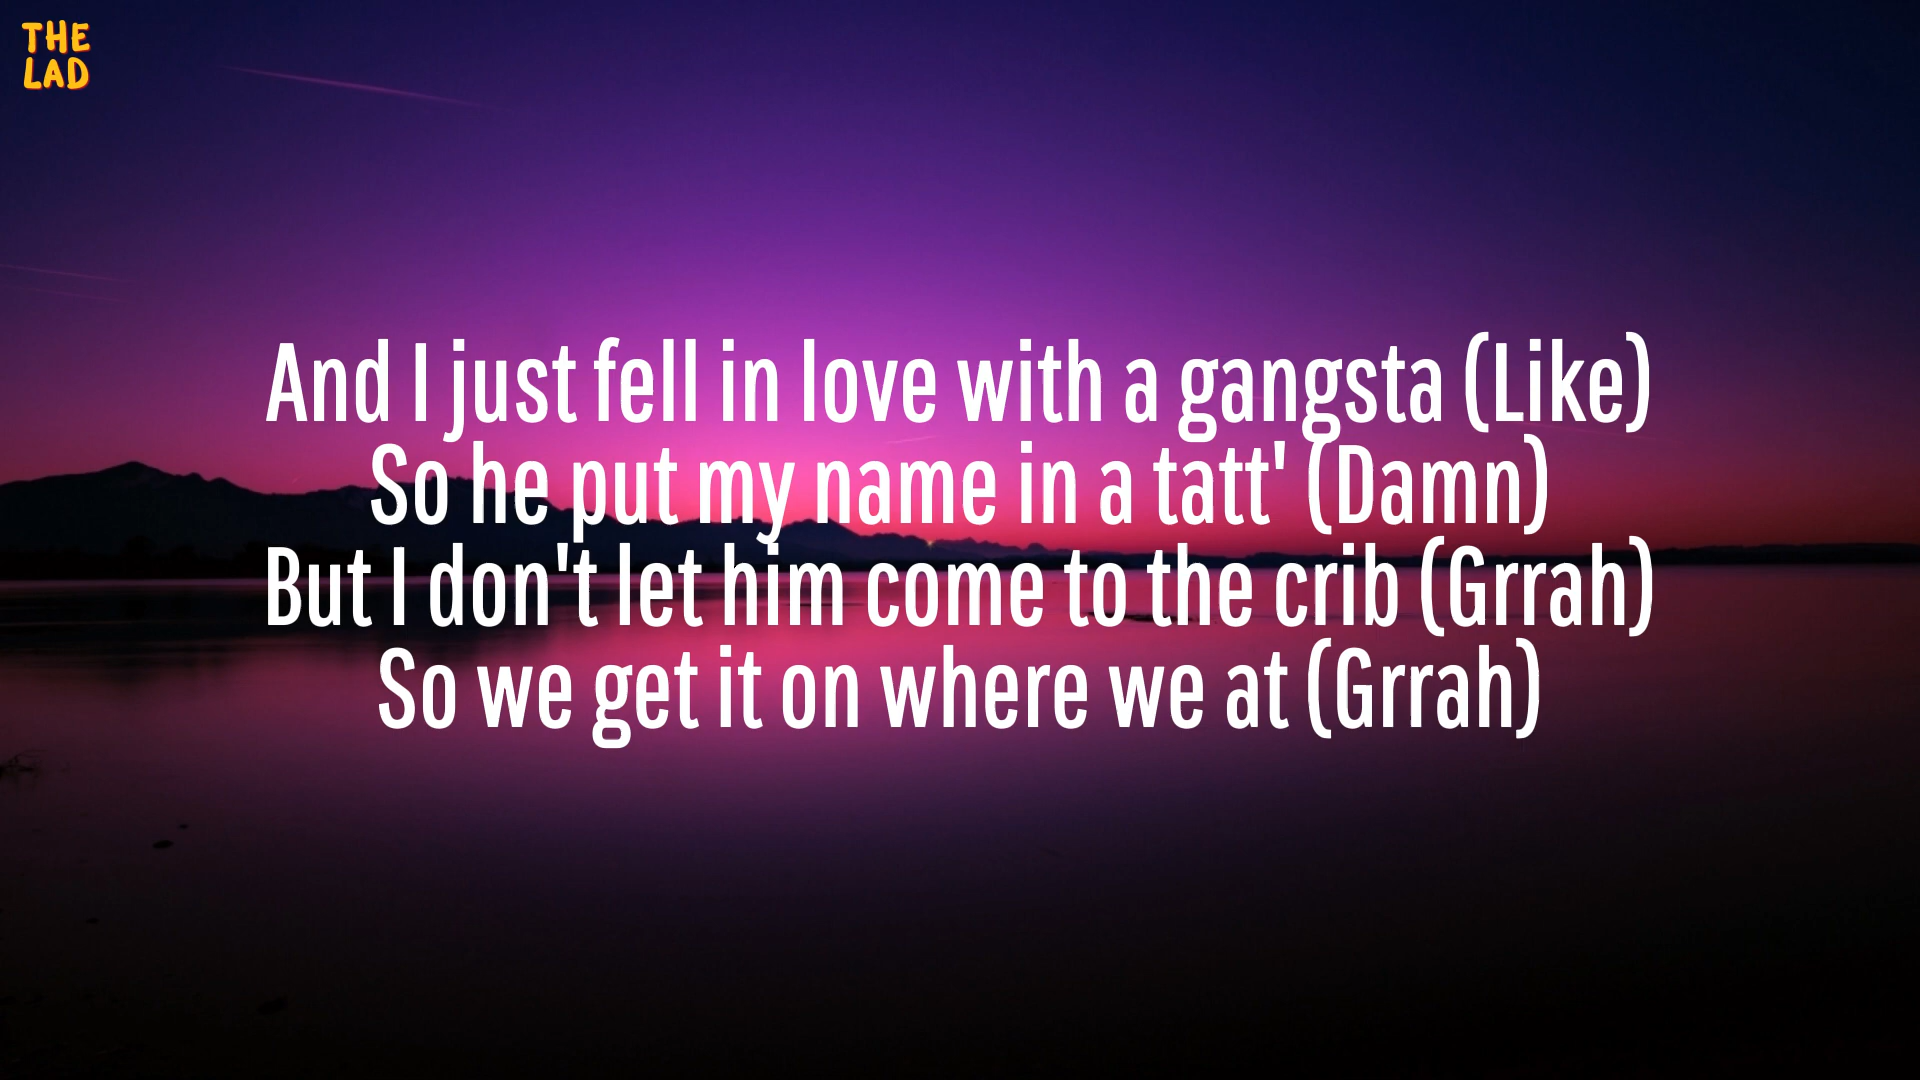 THE
LAD
And I just fell in love with a gangsta (Like)
So he put my name in a tatt' (Damn)
But I don't let him come to the crib (Grrah)
So we get it on where we at (Grrah)